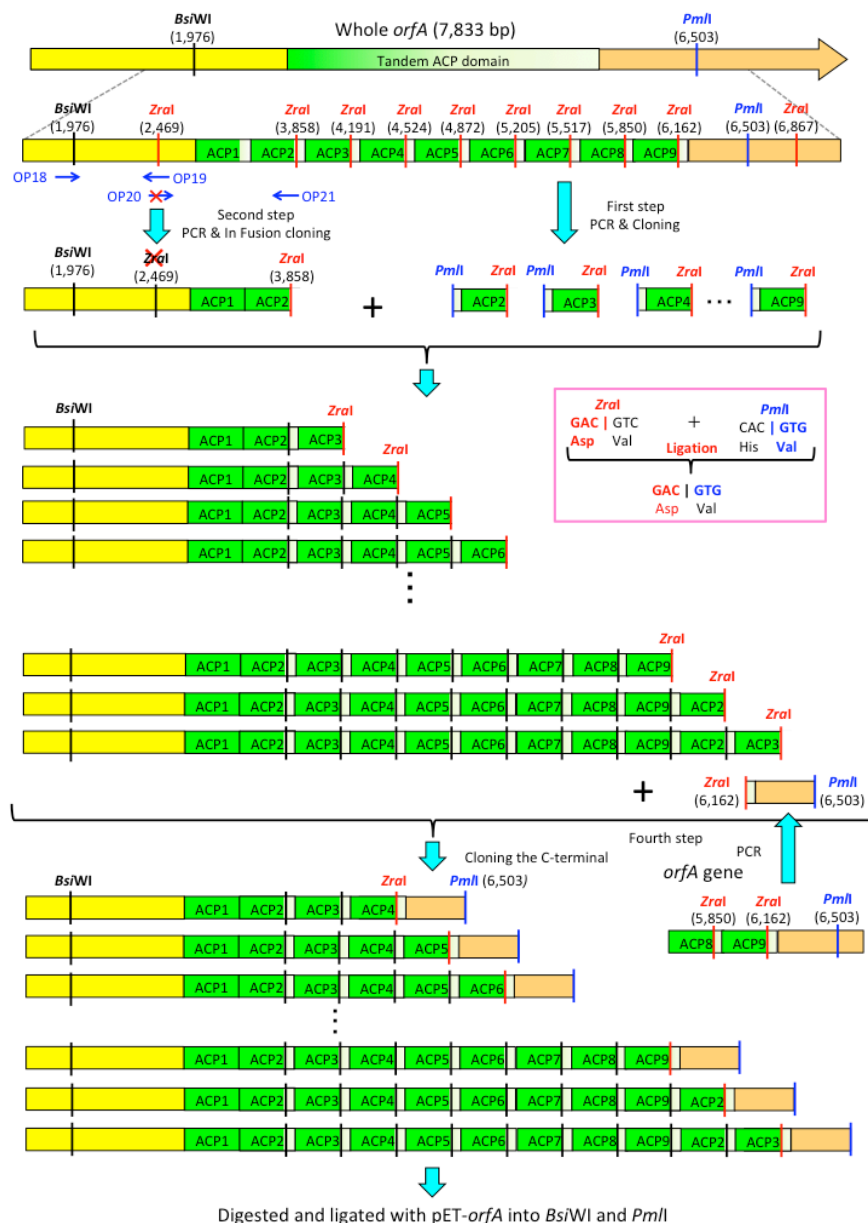 BsiWI
(1,976)
Whole orfA (7,833 bp)
PmlI
(6,503)
Tandem ACP domain
BsiWI
(1,976)
ZraI
(2,469)
ZraI
(3,858)
ZraI
(4,191)
ZraI
(4,524)
ZraI
(4,872)
ZraI
(5,205)
ZraI
(5,517)
ZraI
(5,850)
ZraI
(6,162)
PmlI
(6,503)
ZraI
(6,867)
ACP1 ACP2 ACP3 ACP4 ACP5 ACP6 ACP7 ACP8 ACP9
OP18 OP19
OP20 OP21
Second step
PCR & In Fusion cloning
First step
PCR & Cloning
BsiWI
(1,976)
ZraI
(2,469)
ZraI
(3,858)
ACP1 ACP2
+
PmlI ZraI PmlI ZraI PmlI ZraI PmlI ZraI
ACP2 ACP3 ACP4 ... ACP9
BsiWI
ZraI
ACP1 ACP2 ACP3
ZraI
ACP1 ACP2 ACP3 ACP4
ACP1 ACP2 ACP3 ACP4 ACP5
ACP1 ACP2 ACP3 ACP4 ACP5 ACP6
ZraI
GAC | GTC
Asp Val
+
PmlI
CAC | GTG
His Val
Ligation
GAC | GTG
Asp Val
ZraI
ACP1 ACP2 ACP3 ACP4 ACP5 ACP6 ACP7 ACP8 ACP9
ZraI
ACP1 ACP2 ACP3 ACP4 ACP5 ACP6 ACP7 ACP8 ACP9 ACP2
ZraI
ACP1 ACP2 ACP3 ACP4 ACP5 ACP6 ACP7 ACP8 ACP9 ACP2 ACP3
+
ZraI
(6,162)
PmlI
(6,503)
Cloning the C-terminal
Fourth step
PCR
orfA gene
ZraI
(5,850)
ZraI
(6,162)
PmlI
(6,503)
ACP8 ACP9
BsiWI
ZraI
PmlI (6,503)
ACP1 ACP2 ACP3 ACP4
ACP1 ACP2 ACP3 ACP4 ACP5
ACP1 ACP2 ACP3 ACP4 ACP5 ACP6
ACP1 ACP2 ACP3 ACP4 ACP5 ACP6 ACP7 ACP8 ACP9
ACP1 ACP2 ACP3 ACP4 ACP5 ACP6 ACP7 ACP8 ACP9 ACP2
ACP1 ACP2 ACP3 ACP4 ACP5 ACP6 ACP7 ACP8 ACP9 ACP2 ACP3
Digested and ligated with pET-orfA into BsiWI and PmlI